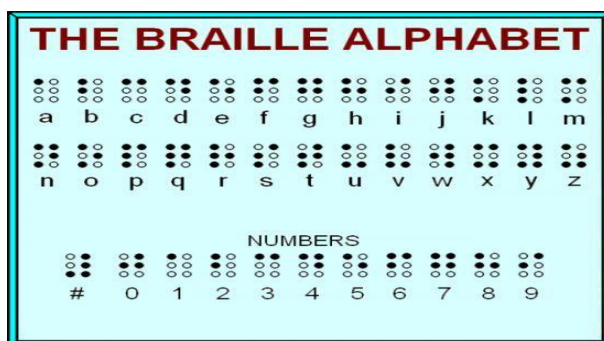 THE BRAILLE ALPHABET
a b c d e f g h i j k l m
n o p q r s t u v w x y z
NUMBERS
# 0 1 2 3 4 5 6 7 8 9